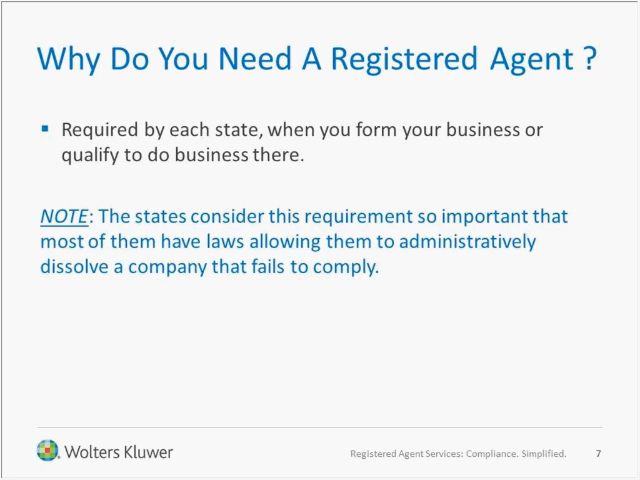 Why Do You Need A Registered Agent ?
▪ Required by each state, when you form your business or
qualify to do business there.
NOTE: The states consider this requirement so important that
most of them have laws allowing them to administratively
dissolve a company that fails to comply.
Wolters Kluwer
Registered Agent Services: Compliance. Simplified. 7